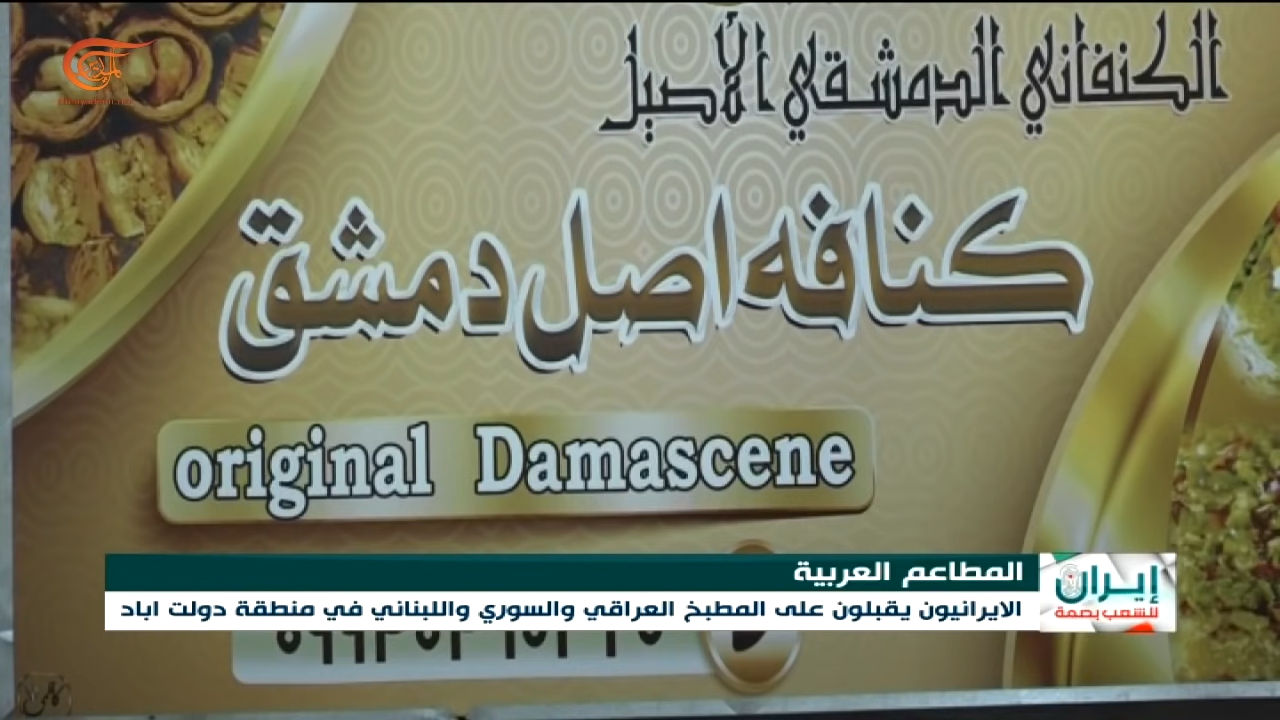 الكنفاني الدمشقي الأصيل
كنافه اصل دمشق
original Damascene
المطاعم العربية
الايرانيون يقبلون على المطبخ العراقي والسوري واللبناني في منطقة دولت اباد
إيران
للشعب بصمة